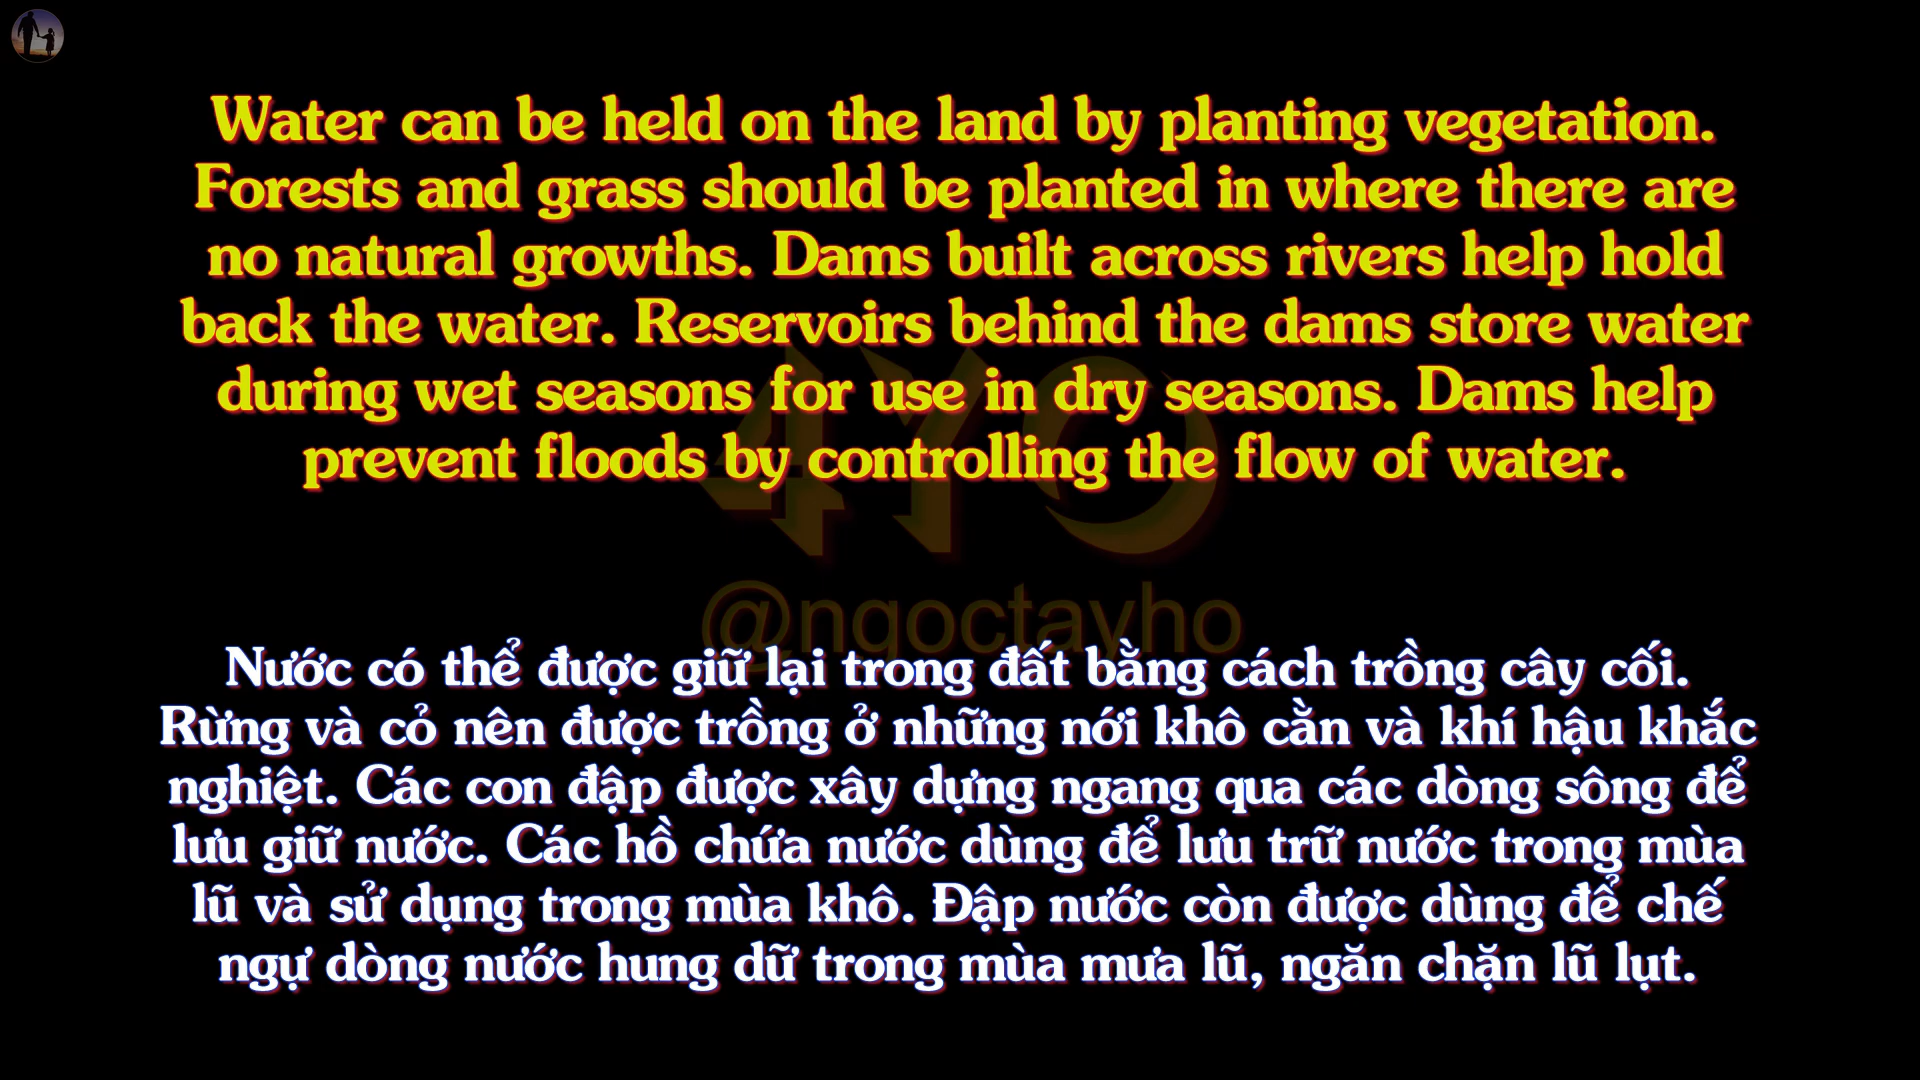 Water can be held on the land by planting vegetation.
Forests and grass should be planted in where there are
no natural growths. Dams built across rivers help hold
back the water. Reservoirs behind the dams store water
during wet seasons for use in dry seasons. Dams help
prevent floods by controlling the flow of water.
4YO
@ngoctayho
Nước có thể được giữ lại trong đất bằng cách trồng cây cối.
Rừng và cỏ nên được trồng ở những nới khô cằn và khí hậu khắc
nghiệt. Các con đập được xây dựng ngang qua các dòng sông để
lưu giữ nước. Các hồ chứa nước dùng để lưu trữ nước trong mùa
lũ và sử dụng trong mùa khô. Đập nước còn được dùng để chế
ngự dòng nước hung dữ trong mùa mưa lũ, ngăn chặn lũ lụt.